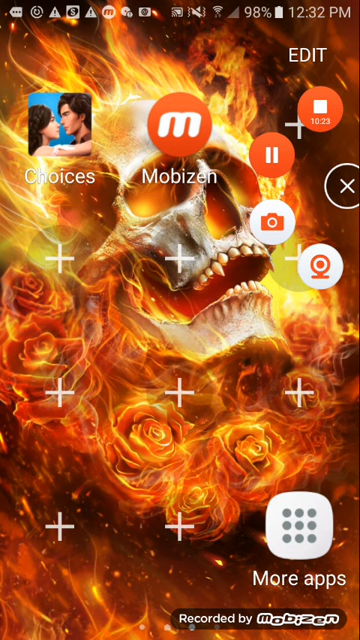 98% 12:32 PM
EDIT
10:23
Choices
Mobizen
More apps
Recorded by mobizen